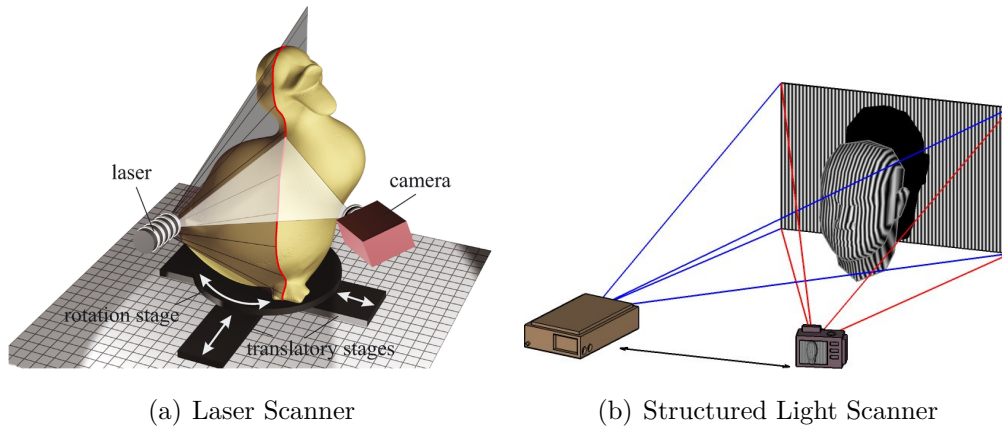 laser
camera
rotation stage
translatory stages
(a) Laser Scanner
(b) Structured Light Scanner